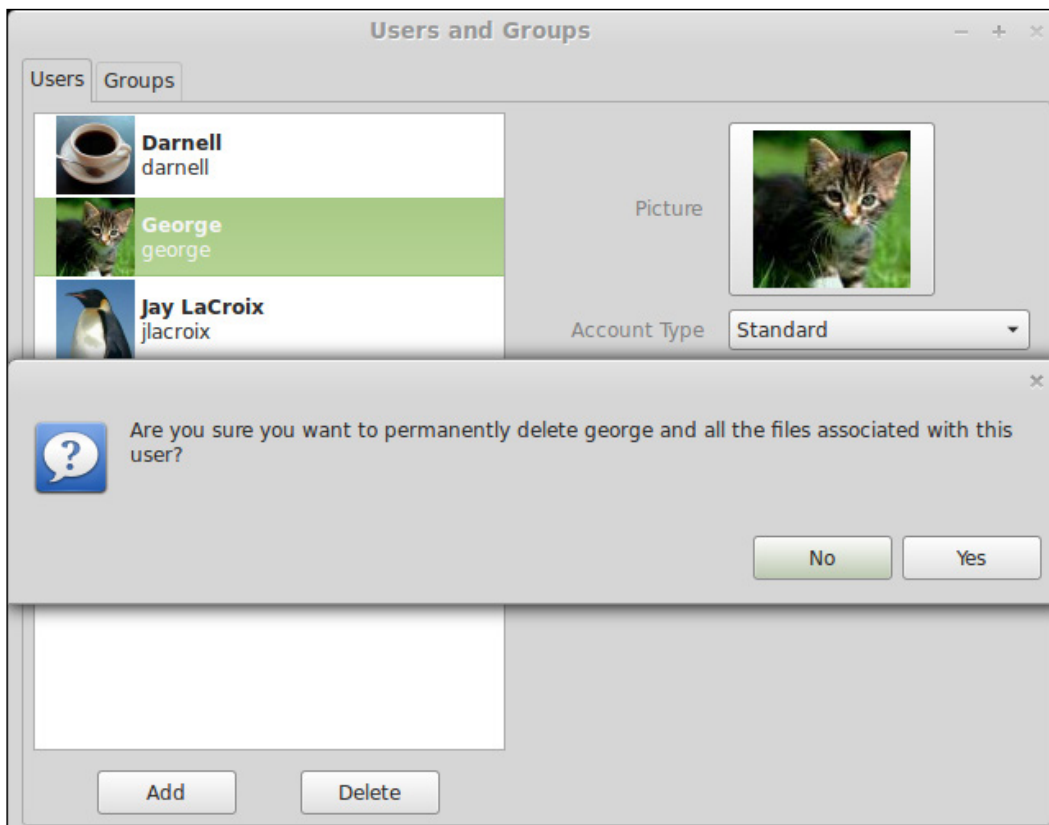 Users and Groups
Users Groups
Darnell
darnell
George
george
Picture
Jay LaCroix
jlacroix
Account Type Standard
Are you sure you want to permanently delete george and all the files associated with this
user?
?
No Yes
Add Delete